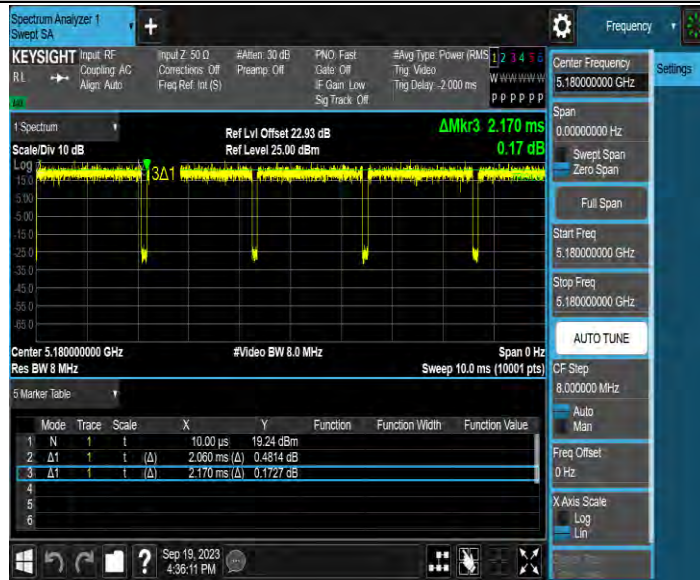 Spectrum Analyzer 1
Swept SA
Frequency
KEYSIGHT
RL
Input: RF
Coupling: AC
Align: Auto
Input Z: 50 Ω
Corrections: Off
Freq Ref: Int (S)
#Atten: 30 dB
Preamp: Off
PNO: Fast
Gate: Off
IF Gain: Low
Sig Track: Off
#Avg Type: Power (RMS
Trig: Video
Trig Delay: -2.000 ms
1 2 3 4 5 6
W W W W W W
P P P P P P
Center Frequency
5.180000000 GHz
Settings
Span
0.00000000 Hz
Swept Span
Zero Span
Full Span
Start Freq
5.180000000 GHz
Stop Freq
5.180000000 GHz
AUTO TUNE
CF Step
8.000000 MHz
Auto
Man
Freq Offset
0 Hz
X Axis Scale
Log
Lin
1 Spectrum
Scale/Div 10 dB
Ref Lvl Offset 22.93 dB
Ref Level 25.00 dBm
ΔMkr3 2.170 ms
0.17 dB
Log
15.0
5.00
-5.00
-15.0
-25.0
-35.0
-45.0
-55.0
-65.0
3Δ1
Center 5.180000000 GHz
Res BW 8 MHz
#Video BW 8.0 MHz
Span 0 Hz
Sweep 10.0 ms (10001 pts)
5 Marker Table
Mode Trace Scale X Y Function Function Width Function Value
1 N 1 t 10.00 µs 19.24 dBm
2 Δ1 1 t (Δ) 2.060 ms (Δ) 0.4814 dB
3 Δ1 1 t (Δ) 2.170 ms (Δ) 0.1727 dB
4
5
6
?
Sep 19, 2023
4:36:11 PM